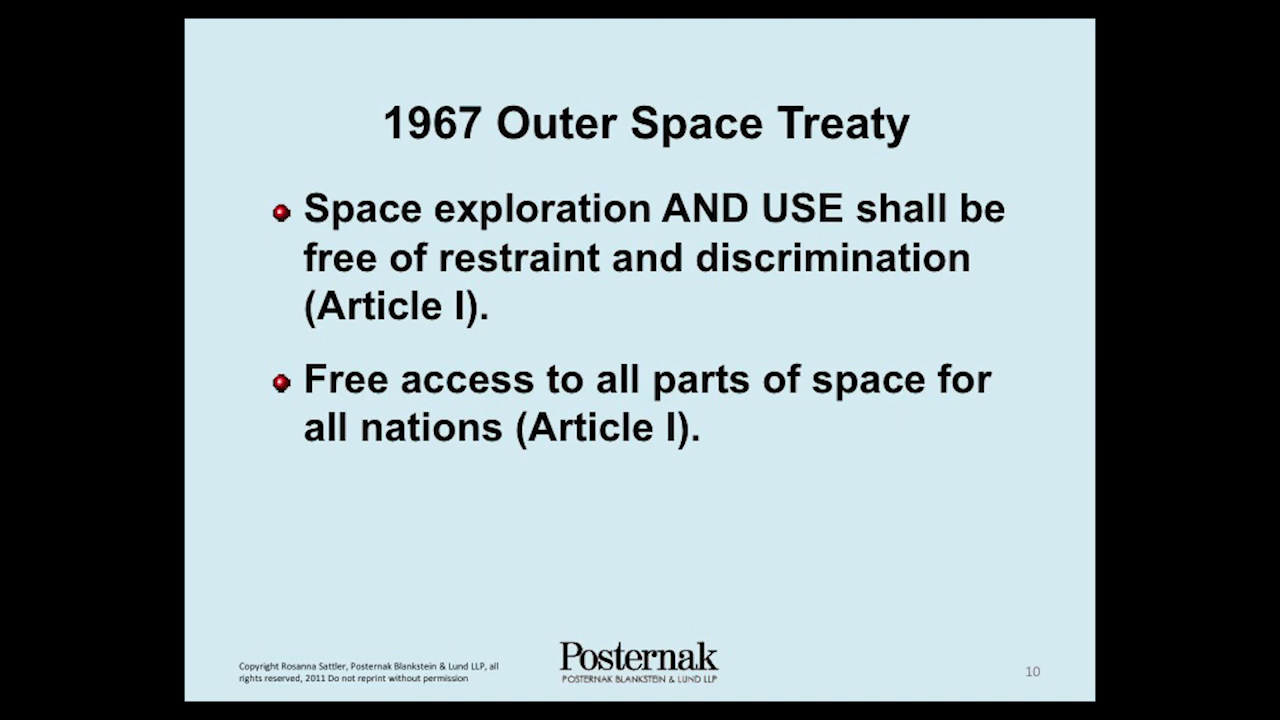 1967 Outer Space Treaty
Space exploration AND USE shall be
free of restraint and discrimination
(Article I).
Free access to all parts of space for
all nations (Article I).
Copyright Rosanna Sattler, Posternak Blankstein & Lund LLP, all
rights reserved, 2011 Do not reprint without permission
Posternak
POSTERNAK BLANKSTEIN & LUND LLP
10